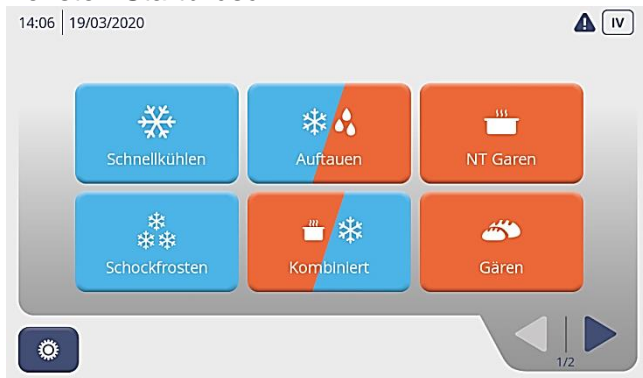 14:06 19/03/2020 IV
Schnellkühlen Auftauen NT Garen
Schockfrosten Kombiniert Gären
1/2